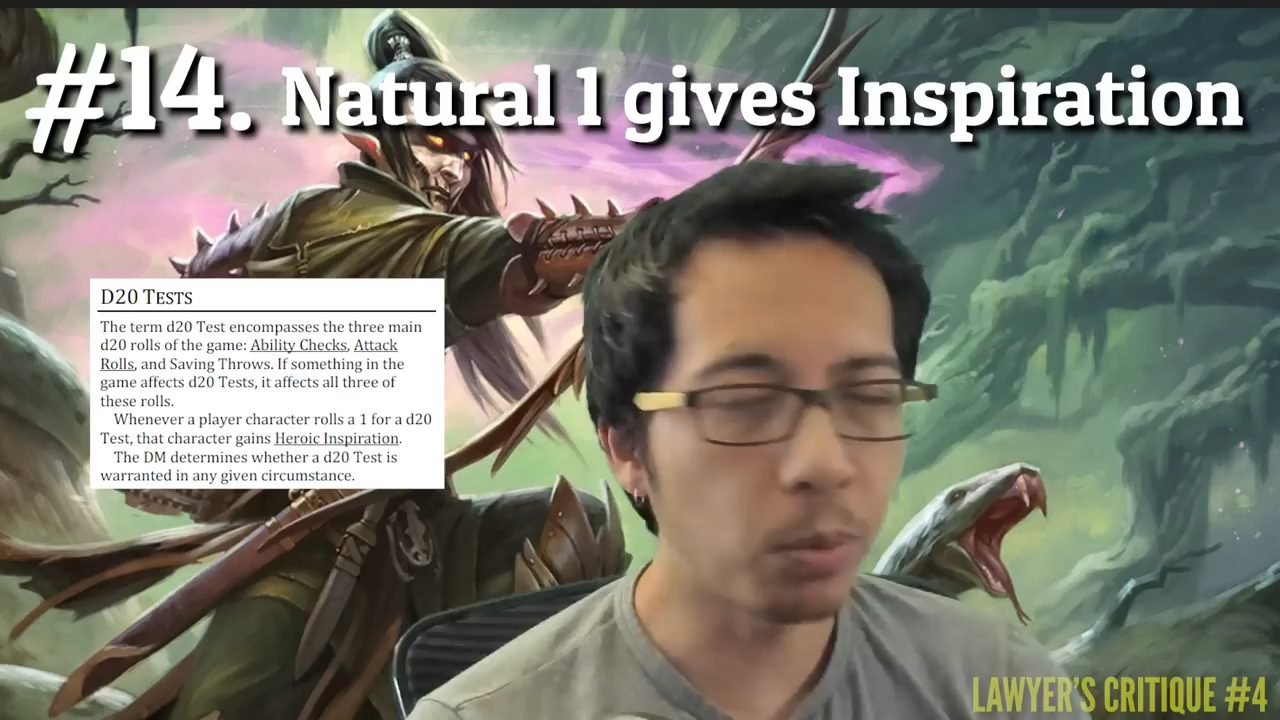 #14. Natural 1 gives Inspiration
D20 TESTS
The term d20 Test encompasses the three main
d20 rolls of the game: Ability Checks, Attack
Rolls, and Saving Throws. If something in the
game affects d20 Tests, it affects all three of
these rolls.
Whenever a player character rolls a 1 for a d20
Test, that character gains Heroic Inspiration.
The DM determines whether a d20 Test is
warranted in any given circumstance.
LAWYER'S CRITIQUE #4